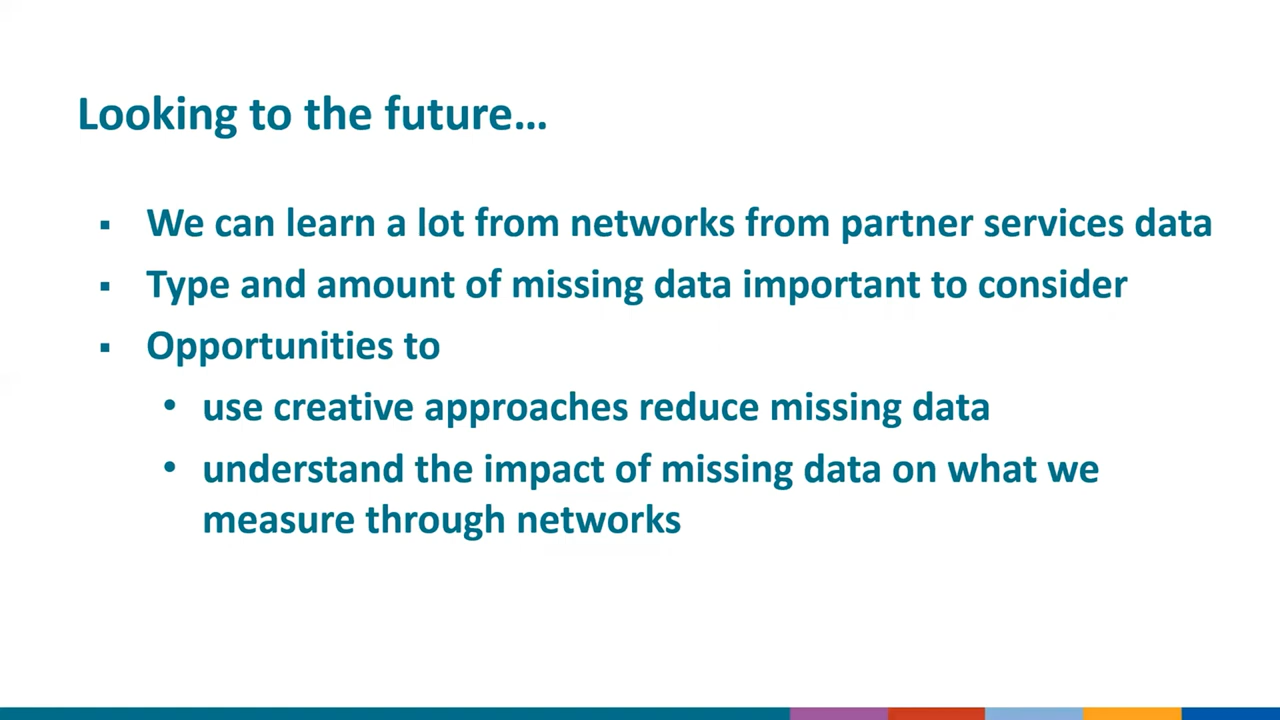 Looking to the future…
▪ We can learn a lot from networks from partner services data
▪ Type and amount of missing data important to consider
▪ Opportunities to
• use creative approaches reduce missing data
• understand the impact of missing data on what we
measure through networks